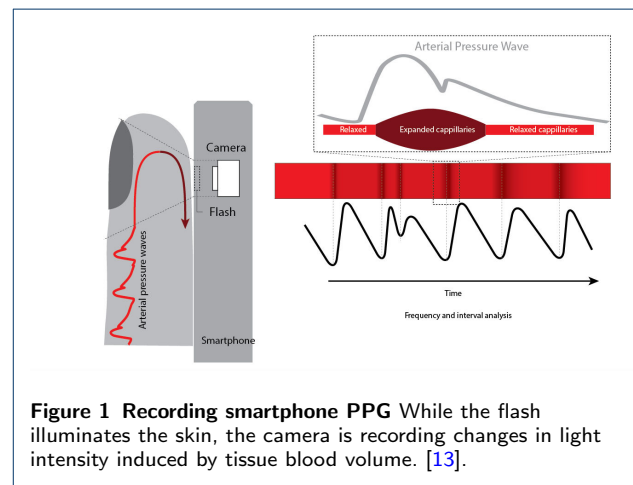 Arterial Pressure Wave
Relaxed
Expanded cappillaries
Relaxed cappillaries
Camera
Flash
Arterial pressure waves
Smartphone
Time
Frequency and interval analysis
Figure 1 Recording smartphone PPG While the flash
illuminates the skin, the camera is recording changes in light
intensity induced by tissue blood volume. [13].